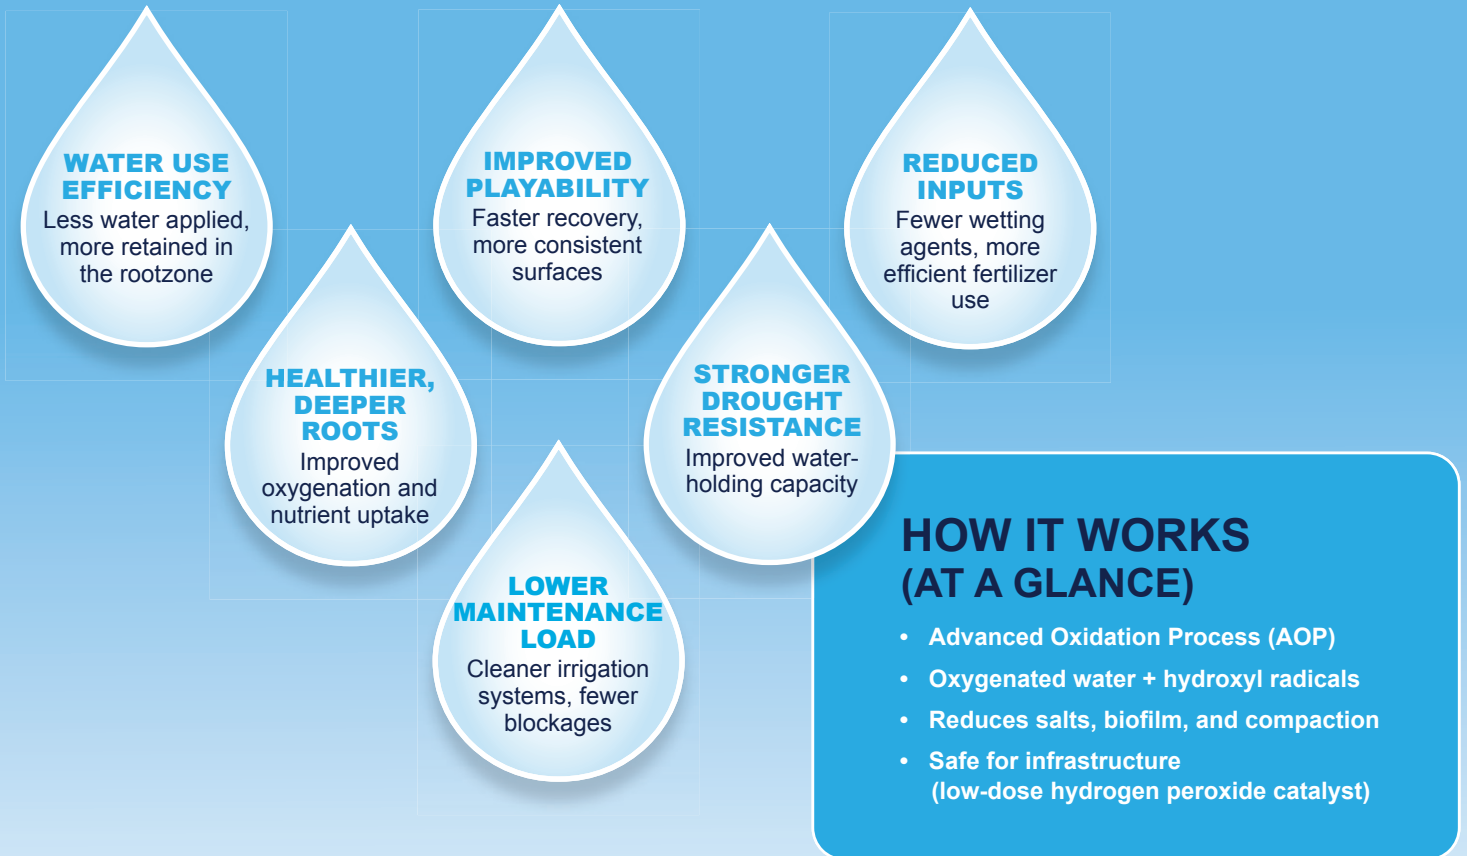 WATER USE
EFFICIENCY
Less water applied,
more retained in
the rootzone
IMPROVED
PLAYABILITY
Faster recovery,
more consistent
surfaces
REDUCED
INPUTS
Fewer wetting
agents, more
efficient fertilizer
use
HEALTHIER,
DEEPER
ROOTS
Improved
oxygenation and
nutrient uptake
STRONGER
DROUGHT
RESISTANCE
Improved water-
holding capacity
LOWER
MAINTENANCE
LOAD
Cleaner irrigation
systems, fewer
blockages
HOW IT WORKS
(AT A GLANCE)
• Advanced Oxidation Process (AOP)
• Oxygenated water + hydroxyl radicals
• Reduces salts, biofilm, and compaction
• Safe for infrastructure
(low-dose hydrogen peroxide catalyst)